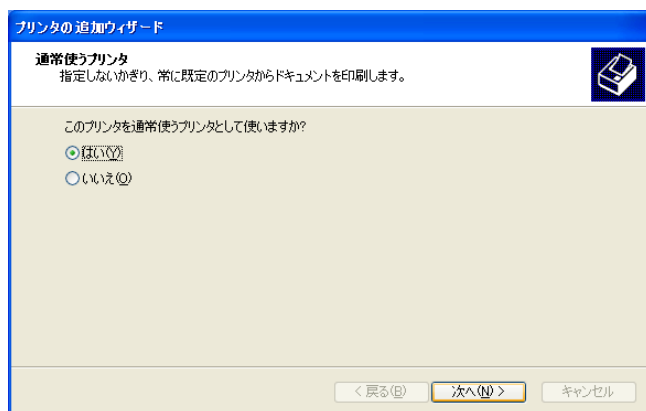 プリンタの追加ウィザード
通常使うプリンタ
指定しないかぎり、常に既定のプリンタからドキュメントを印刷します。
このプリンタを通常使うプリンタとして使いますか?
はい(Y)
いいえ(O)
< 戻る(B) 次へ(N) > キャンセル